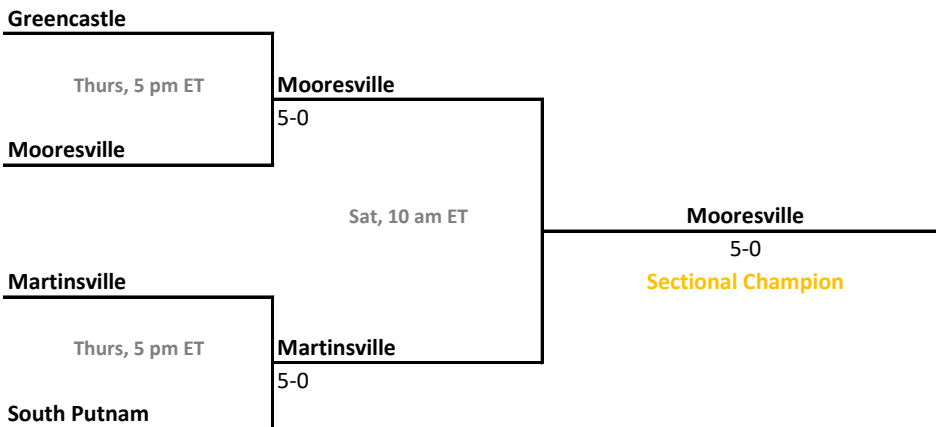 Greencastle
Thurs, 5 pm ET
Mooresville
5-0
Mooresville
Sat, 10 am ET
Mooresville
5-0
Sectional Champion
Martinsville
Thurs, 5 pm ET
Martinsville
5-0
South Putnam